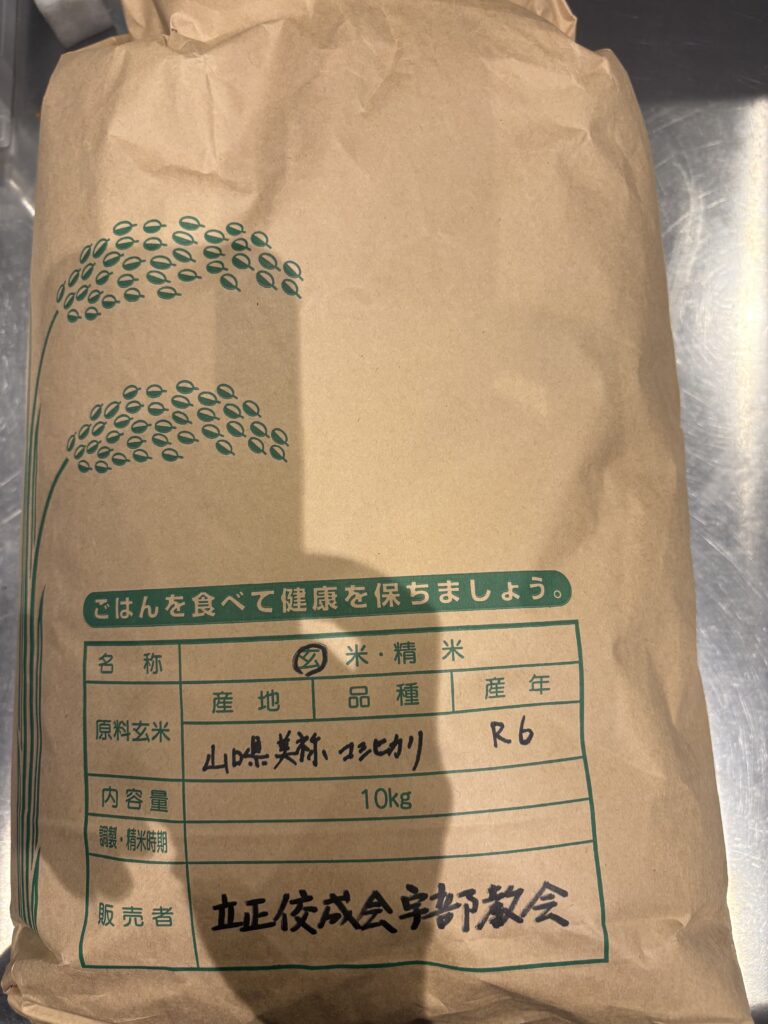 ごはんを食べて健康を保ちましょう。
名称 玄米・精米
原料玄米 産地 品種 産年
山口県美祢、コシヒカリ R6
内容量 10kg
調製・精米時期
販売者 立正佼成会宇部教会